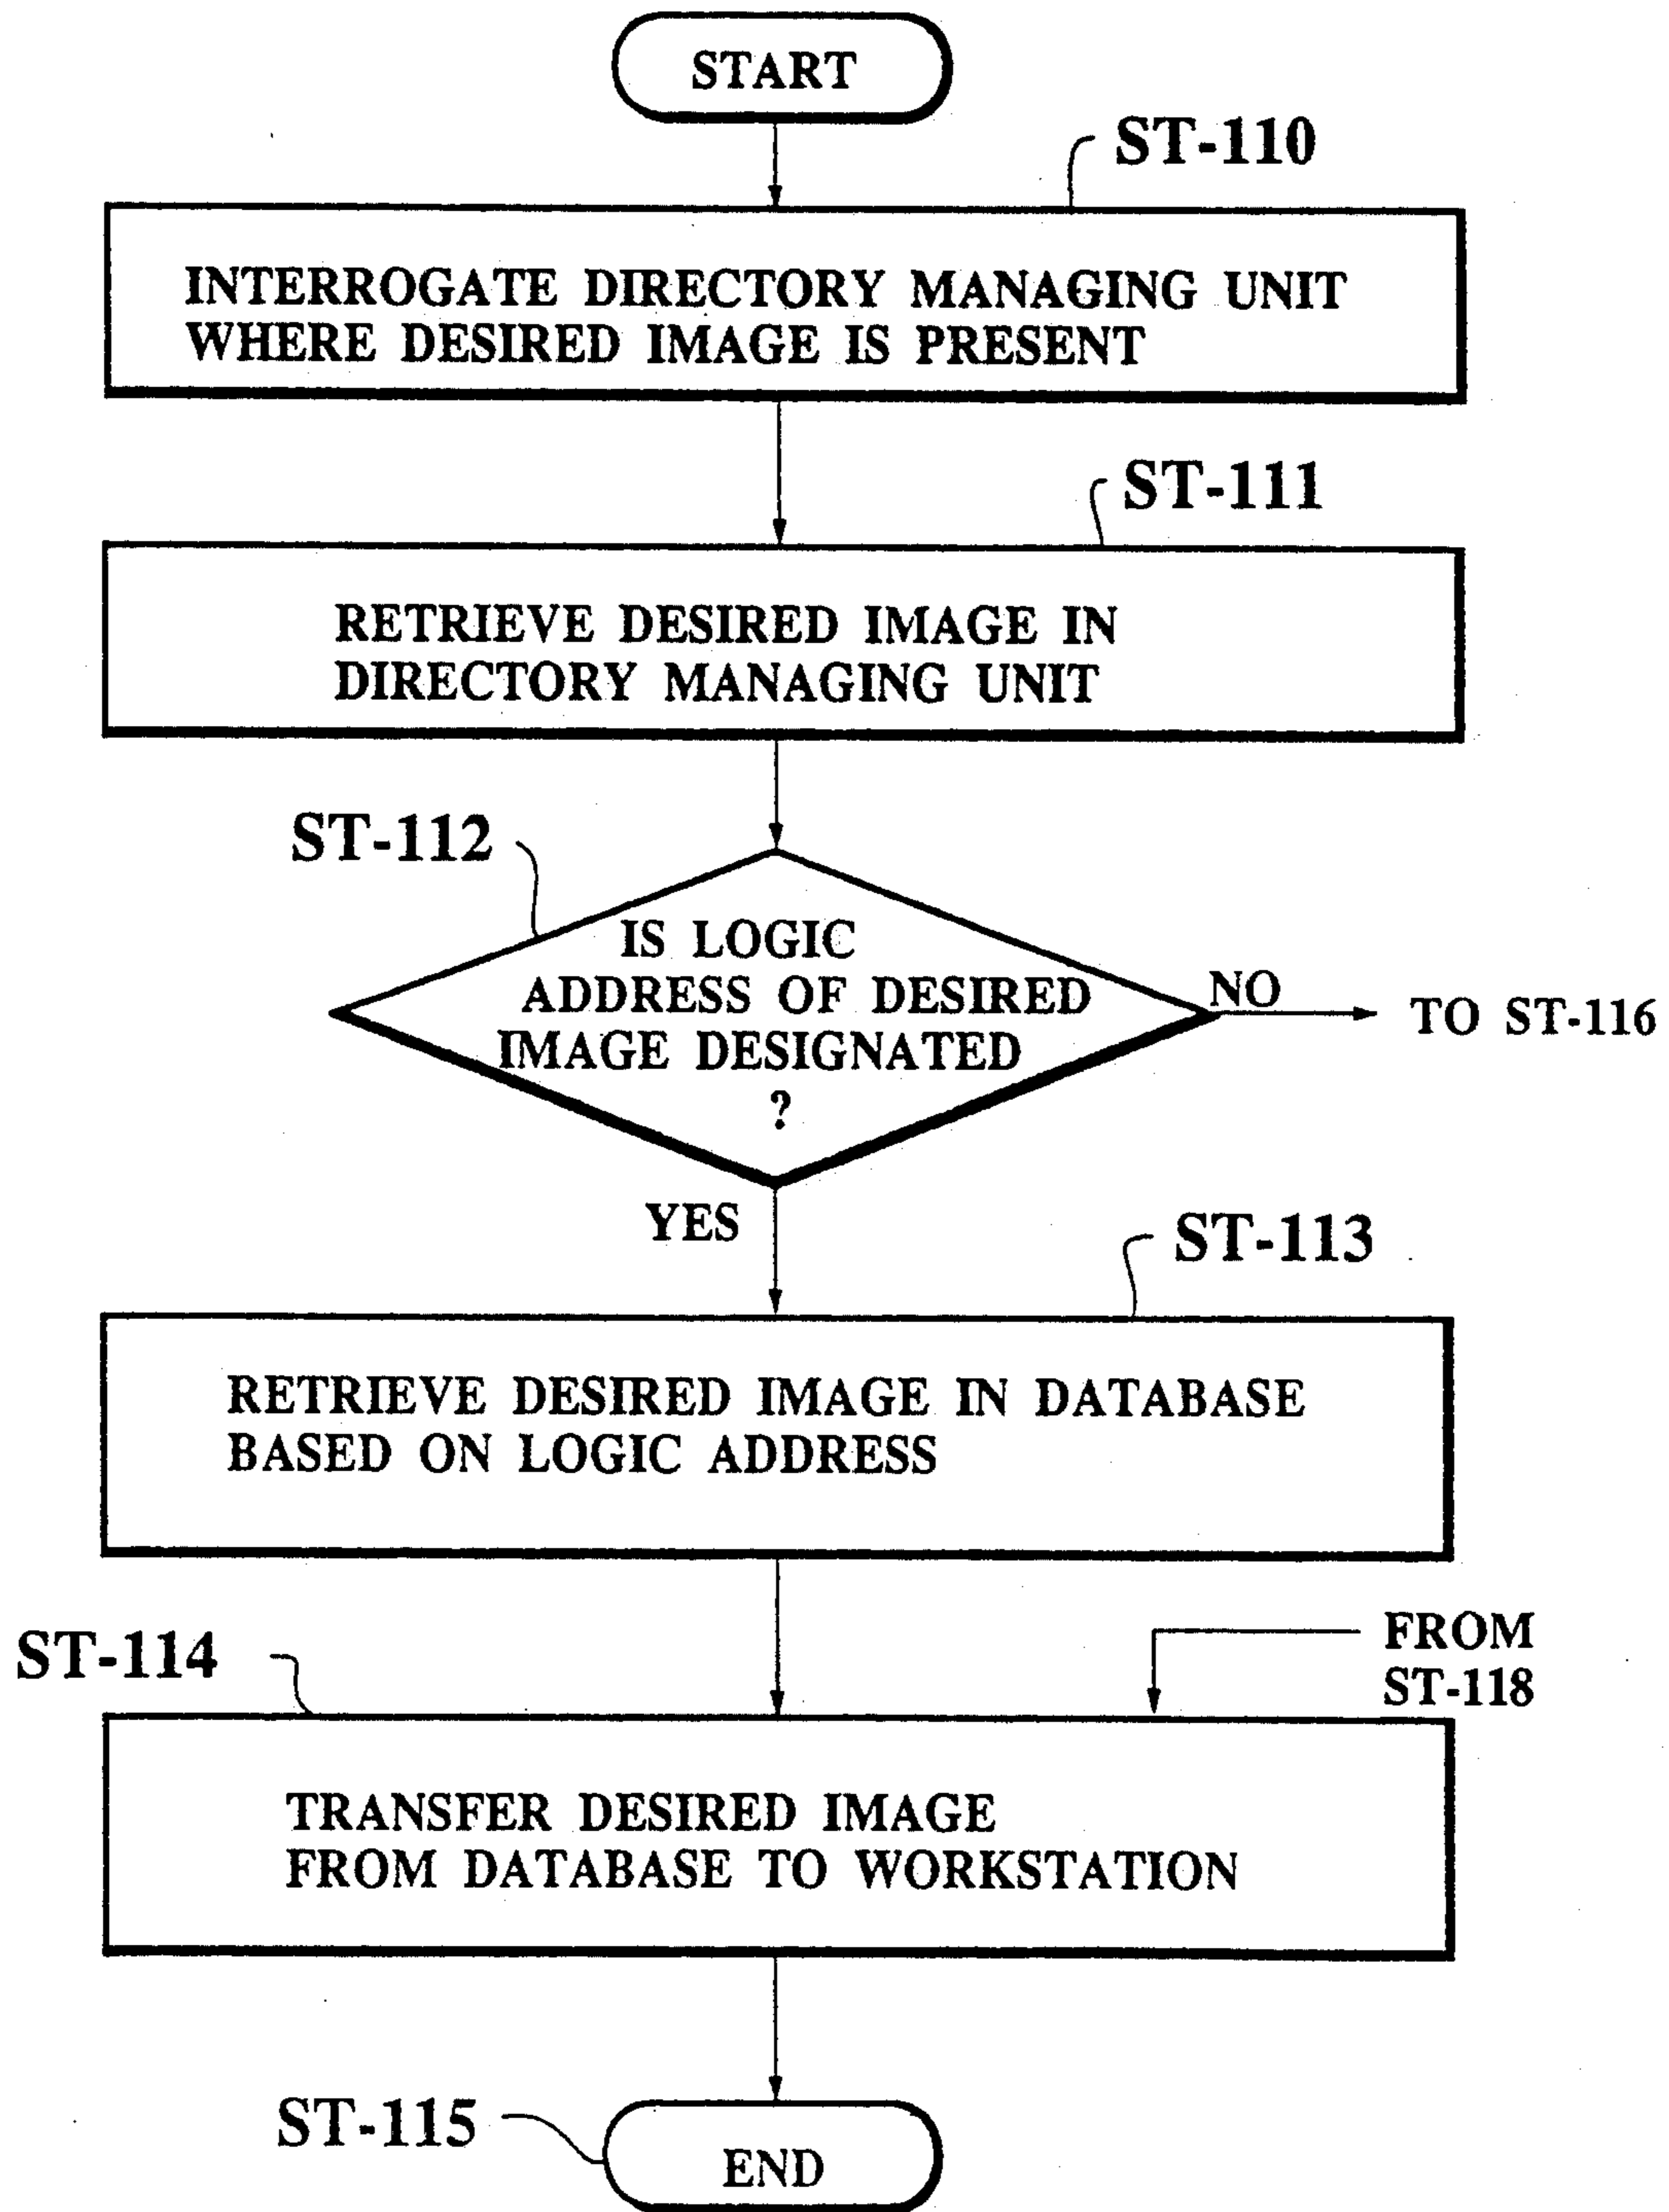 START
ST-110
INTERROGATE DIRECTORY MANAGING UNIT
WHERE DESIRED IMAGE IS PRESENT
ST-111
RETRIEVE DESIRED IMAGE IN
DIRECTORY MANAGING UNIT
ST-112
IS LOGIC
ADDRESS OF DESIRED
IMAGE DESIGNATED
?
NO
TO ST-116
YES
ST-113
RETRIEVE DESIRED IMAGE IN DATABASE
BASED ON LOGIC ADDRESS
FROM
ST-118
ST-114
TRANSFER DESIRED IMAGE
FROM DATABASE TO WORKSTATION
ST-115
END